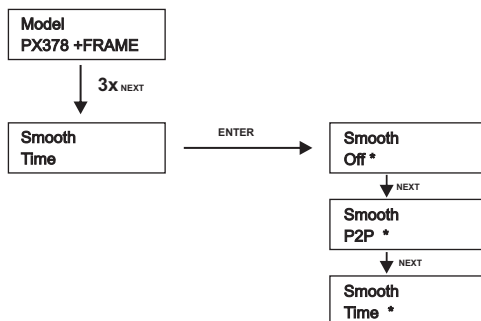 Model
PX378 +FRAME
3x NEXT
Smooth
Time
ENTER
Smooth
Off *
NEXT
Smooth
P2P *
NEXT
Smooth
Time *